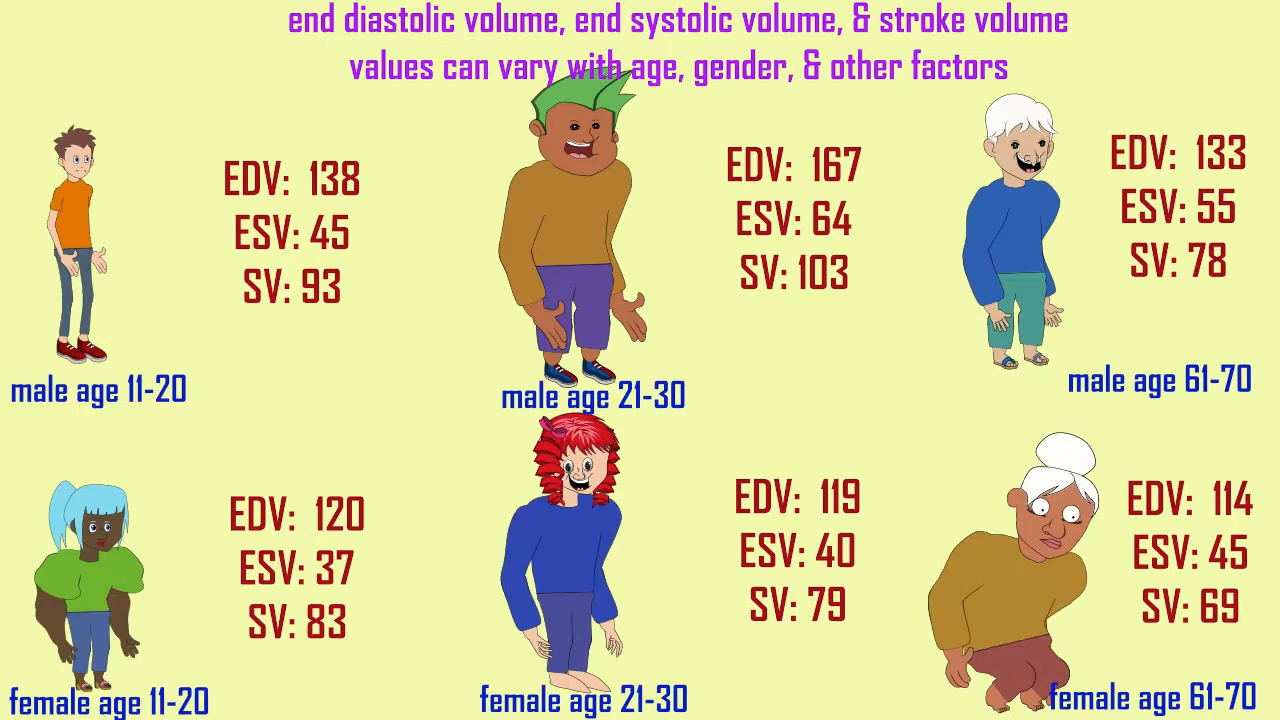 end diastolic volume, end systolic volume, & stroke volume
values can vary with age, gender, & other factors
EDV: 138
ESV: 45
SV: 93
male age 11-20
EDV: 167
ESV: 64
SV: 103
male age 21-30
EDV: 133
ESV: 55
SV: 78
male age 61-70
EDV: 120
ESV: 37
SV: 83
female age 11-20
EDV: 119
ESV: 40
SV: 79
female age 21-30
EDV: 114
ESV: 45
SV: 69
female age 61-70